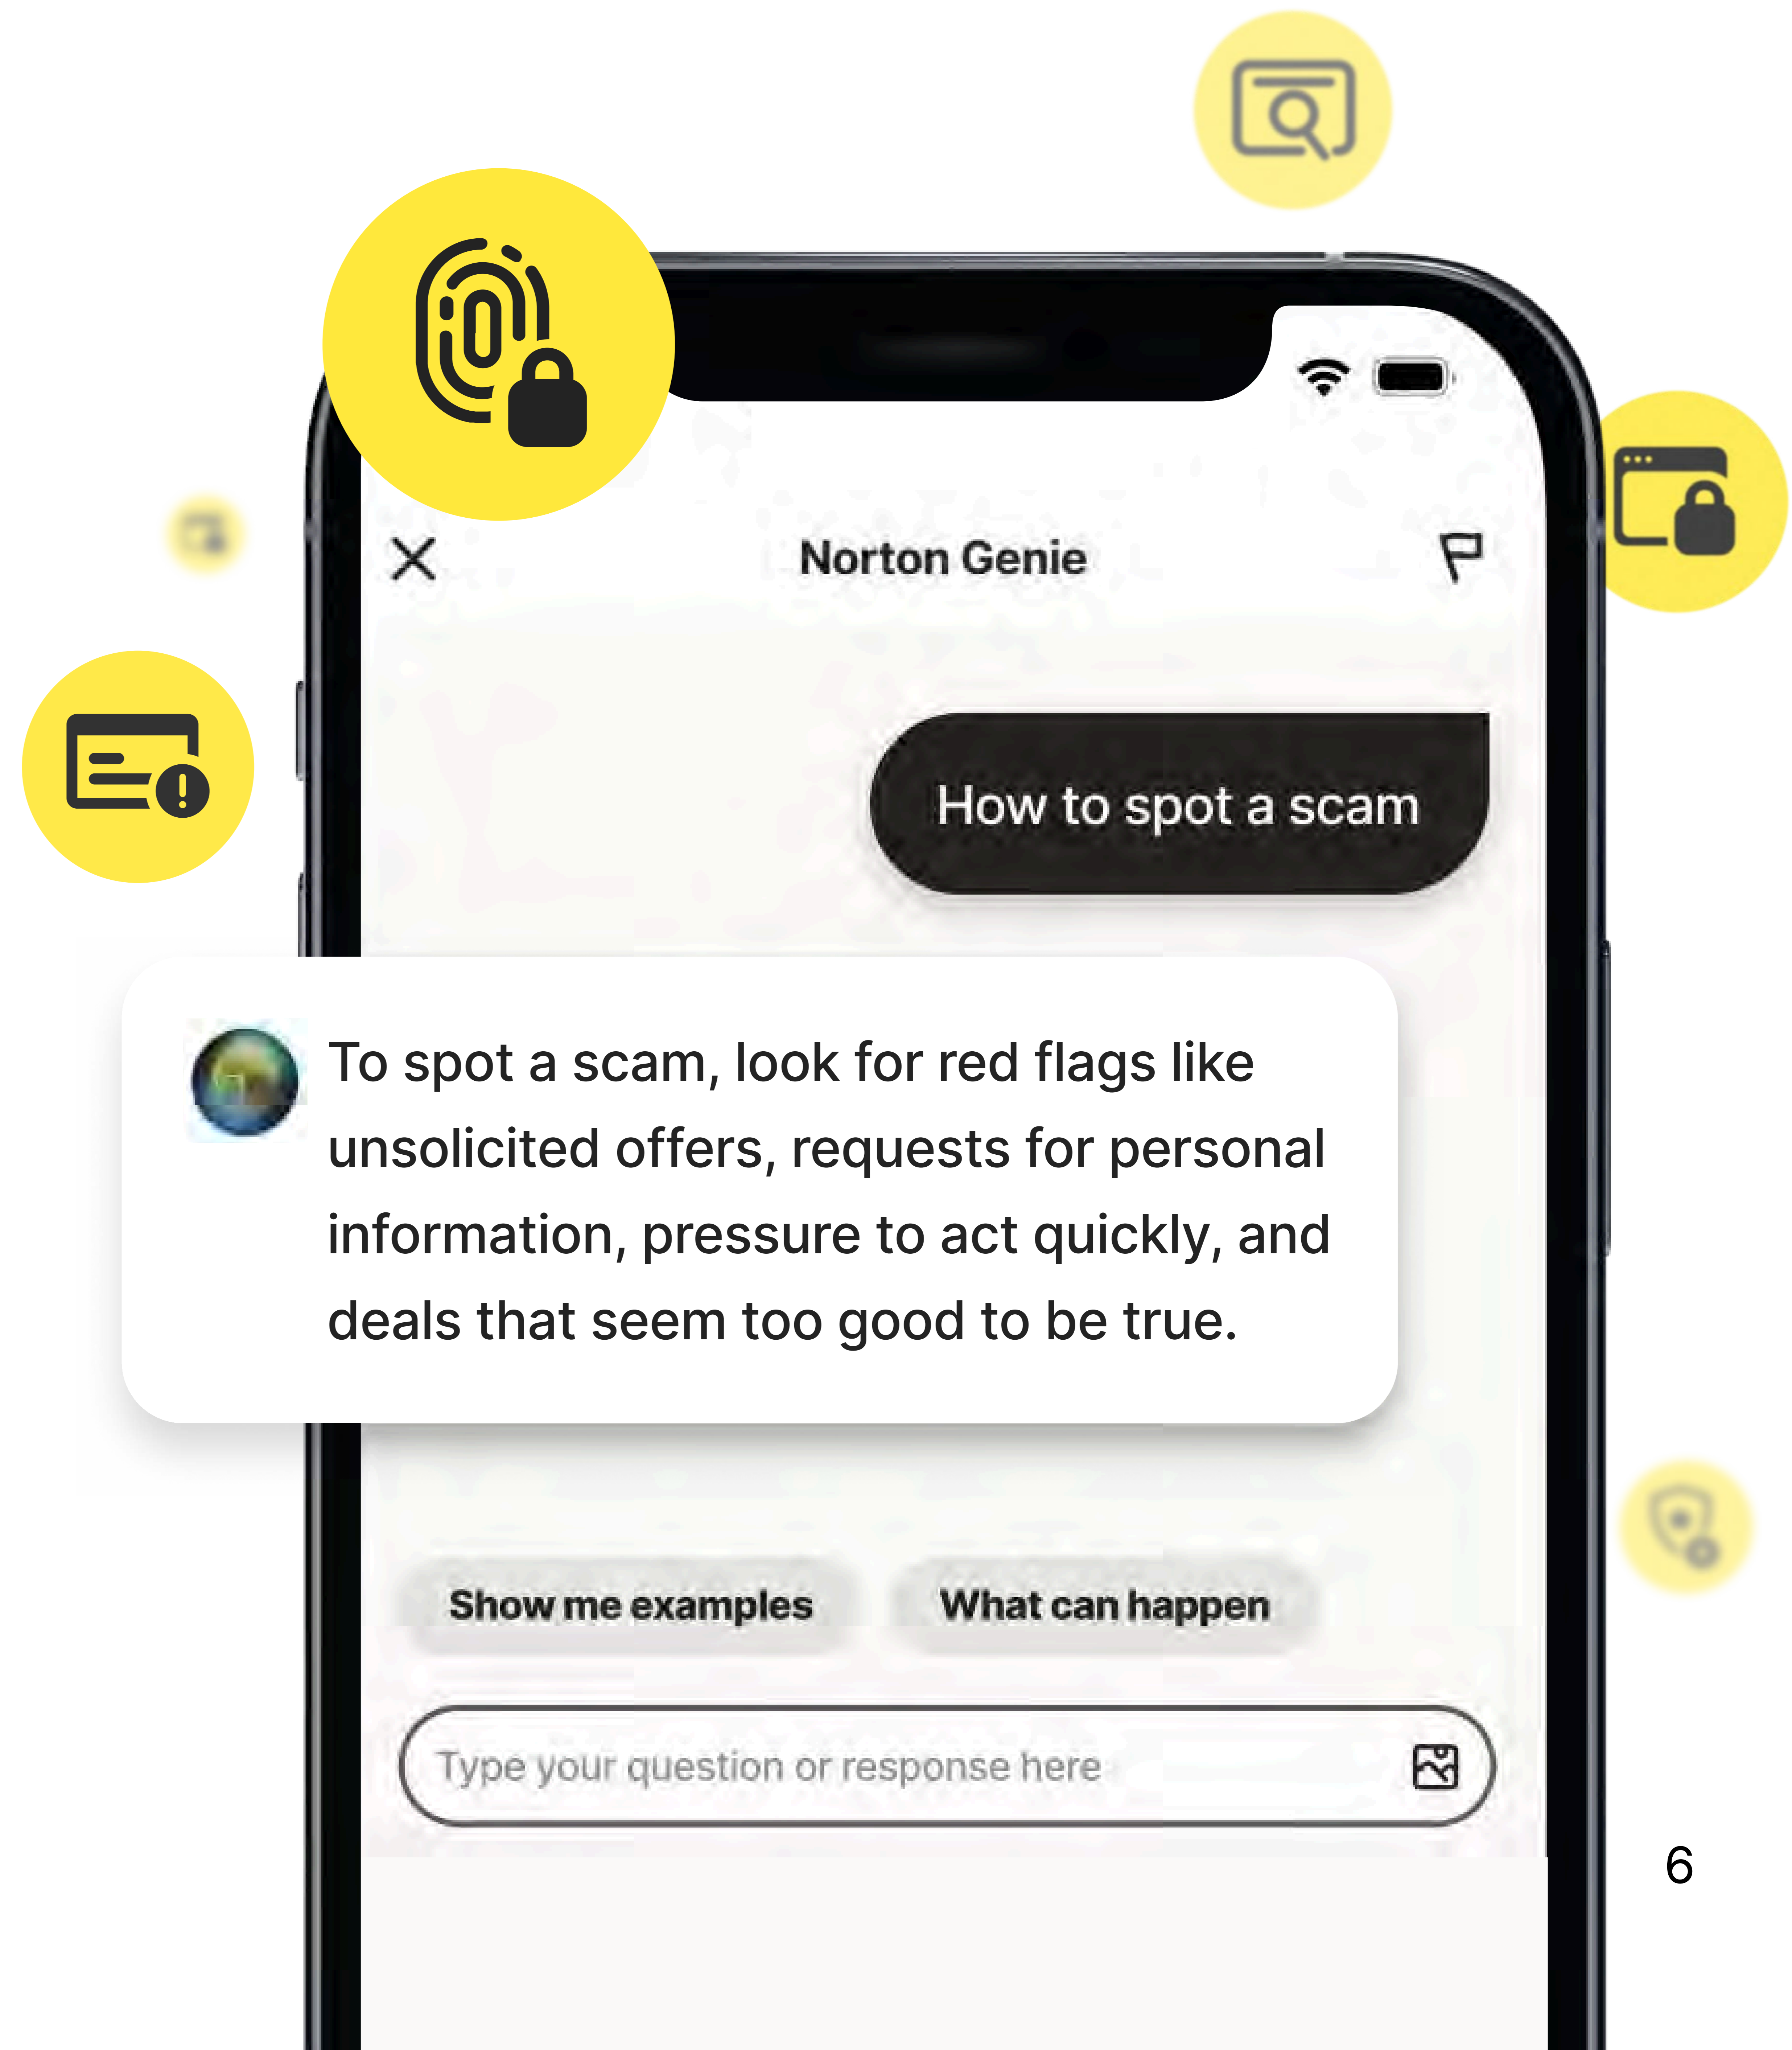 Norton Genie
How to spot a scam
To spot a scam, look for red flags like
unsolicited offers, requests for personal
information, pressure to act quickly, and
deals that seem too good to be true.
Show me examples
What can happen
Type your question or response here
6